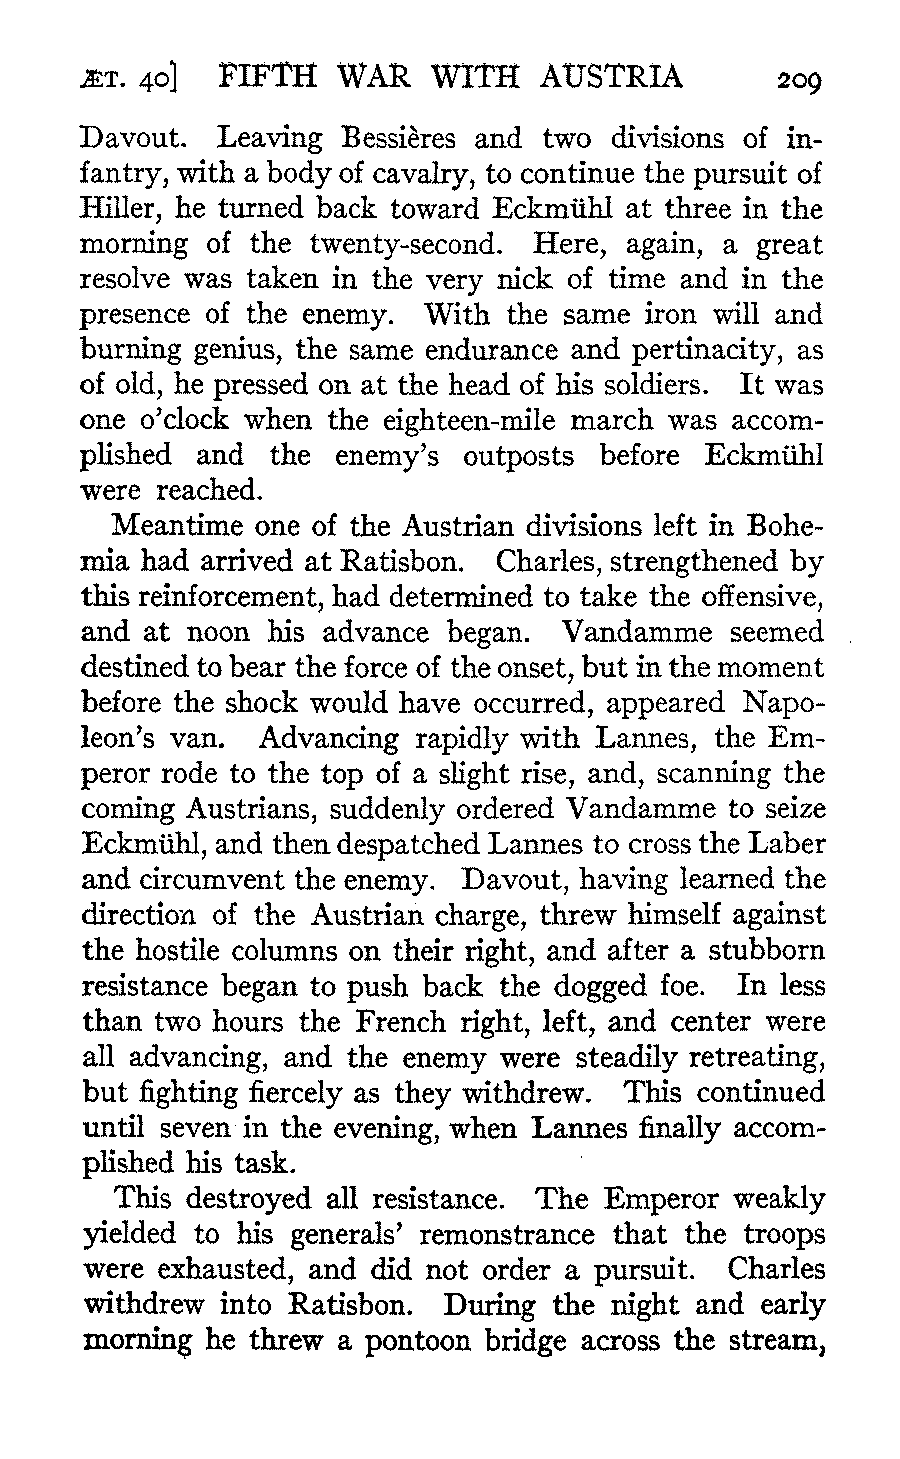 ÆT. 40] FIFTH WAR WITH AUSTRIA 209
Davout. Leaving Bessières and two divisions of in-
fantry, with a body of cavalry, to continue the pursuit of
Hiller, he turned back toward Eckmühl at three in the
morning of the twenty-second. Here, again, a great
resolve was taken in the very nick of time and in the
presence of the enemy. With the same iron will and
burning genius, the same endurance and pertinacity, as
of old, he pressed on at the head of his soldiers. It was
one o'clock when the eighteen-mile march was accom-
plished and the enemy's outposts before Eckmühl
were reached.
Meantime one of the Austrian divisions left in Bohe-
mia had arrived at Ratisbon. Charles, strengthened by
this reinforcement, had determined to take the offensive,
and at noon his advance began. Vandamme seemed
destined to bear the force of the onset, but in the moment
before the shock would have occurred, appeared Napo-
leon's van. Advancing rapidly with Lannes, the Em-
peror rode to the top of a slight rise, and, scanning the
coming Austrians, suddenly ordered Vandamme to seize
Eckmühl, and then despatched Lannes to cross the Laber
and circumvent the enemy. Davout, having learned the
direction of the Austrian charge, threw himself against
the hostile columns on their right, and after a stubborn
resistance began to push back the dogged foe. In less
than two hours the French right, left, and center were
all advancing, and the enemy were steadily retreating,
but fighting fiercely as they withdrew. This continued
until seven in the evening, when Lannes finally accom-
plished his task.
This destroyed all resistance. The Emperor weakly
yielded to his generals' remonstrance that the troops
were exhausted, and did not order a pursuit. Charles
withdrew into Ratisbon. During the night and early
morning he threw a pontoon bridge across the stream,